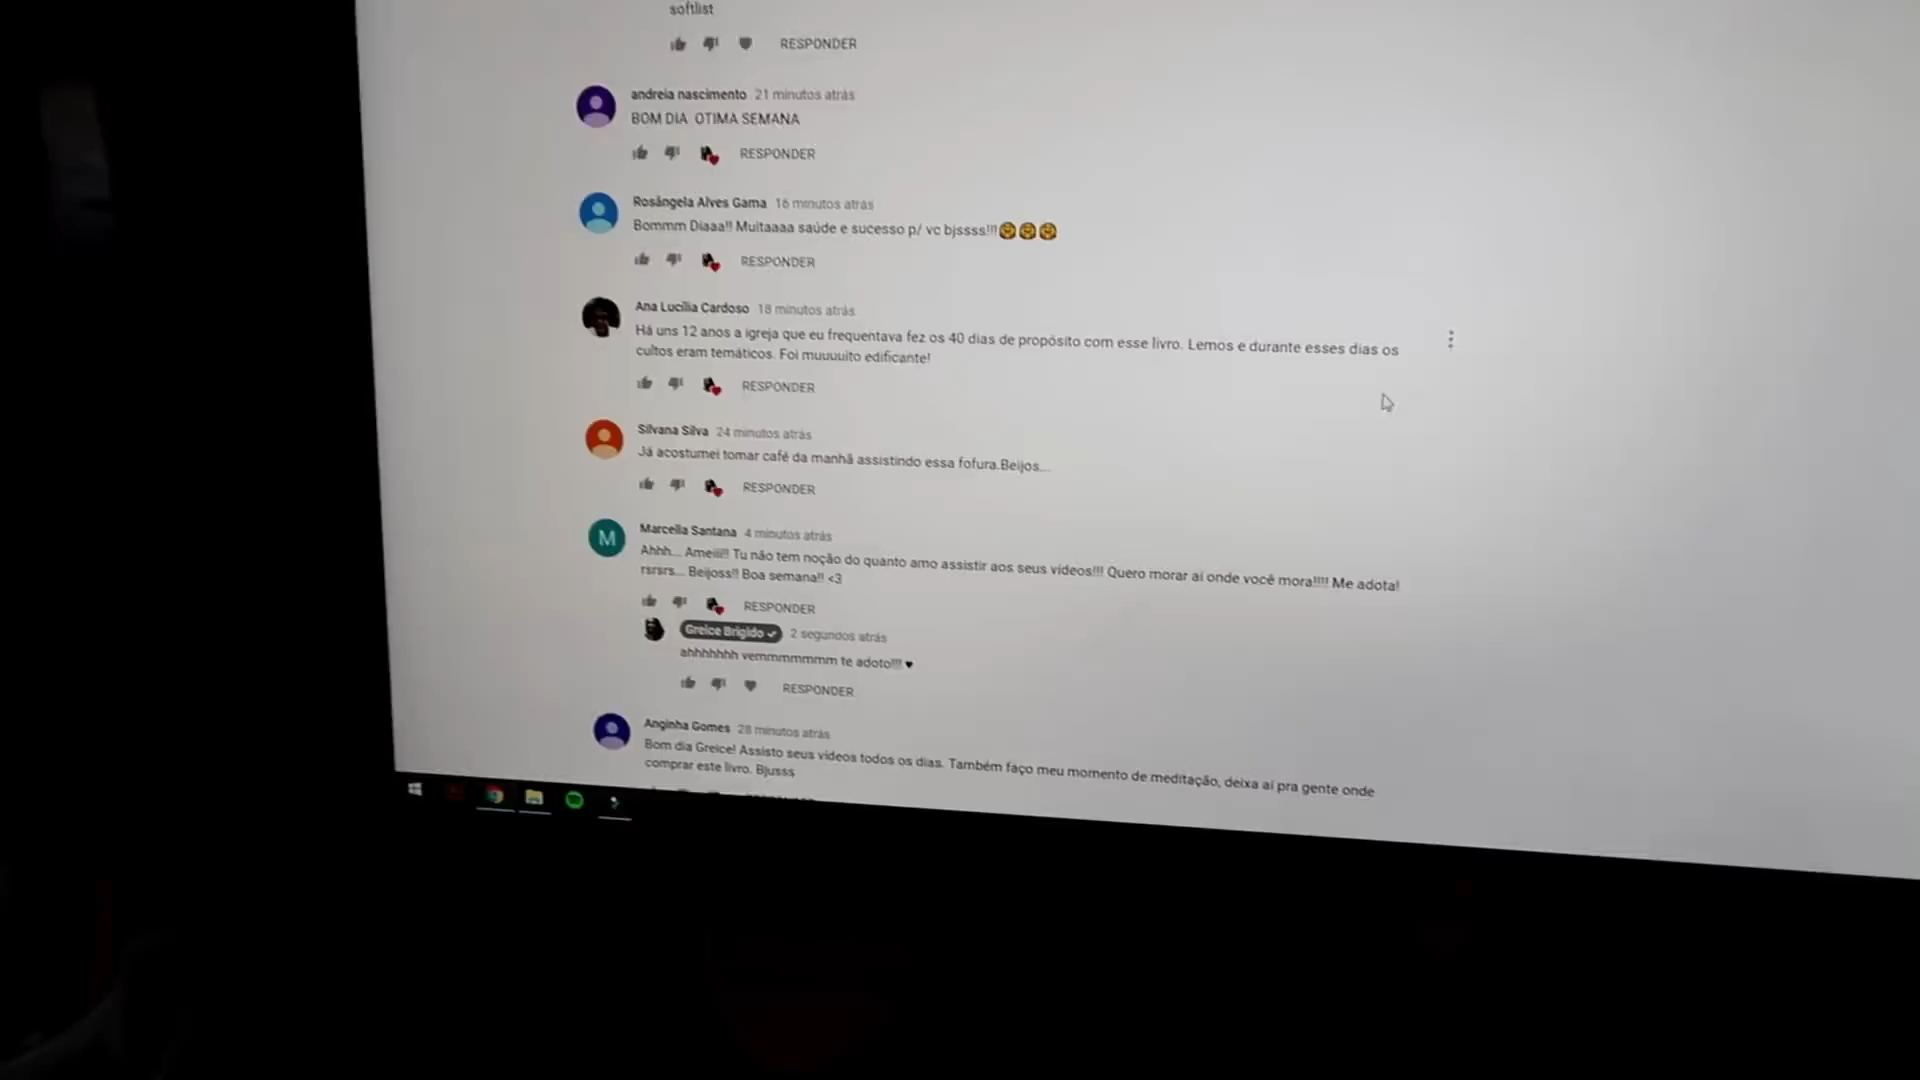 softlist
RESPONDER
andreia nascimento 21 minutos atrás
BOM DIA OTIMA SEMANA
RESPONDER
Rosângela Alves Gama 16 minutos atrás
Bommm Diaaa!! Muitaaaa saúde e sucesso p/ vc bjssss!!!
RESPONDER
Ana Lucília Cardoso 18 minutos atrás
Há uns 12 anos a igreja que eu frequentava fez os 40 dias de propósito com esse livro. Lemos e durante esses dias os
cultos eram temáticos. Foi muuuuito edificante!
RESPONDER
Silvana Silva 24 minutos atrás
Já acostumei tomar café da manhã assistindo essa fofura.Beijos...
RESPONDER
M
Marcella Santana 4 minutos atrás
Ahhh... Ameiii!! Tu não tem noção do quanto amo assistir aos seus vídeos!!! Quero morar aí onde você mora!!!! Me adota!
rsrsrs... Beijoss!! Boa semana!! <3
RESPONDER
Greice Brigido 2 segundos atrás
ahhhhhhh vemmmmmmm te adoto!!! ♥
RESPONDER
Anginha Gomes 28 minutos atrás
Bom dia Greice! Assisto seus vídeos todos os dias. Também faço meu momento de meditação, deixa aí pra gente onde
comprar este livro. Bjusss